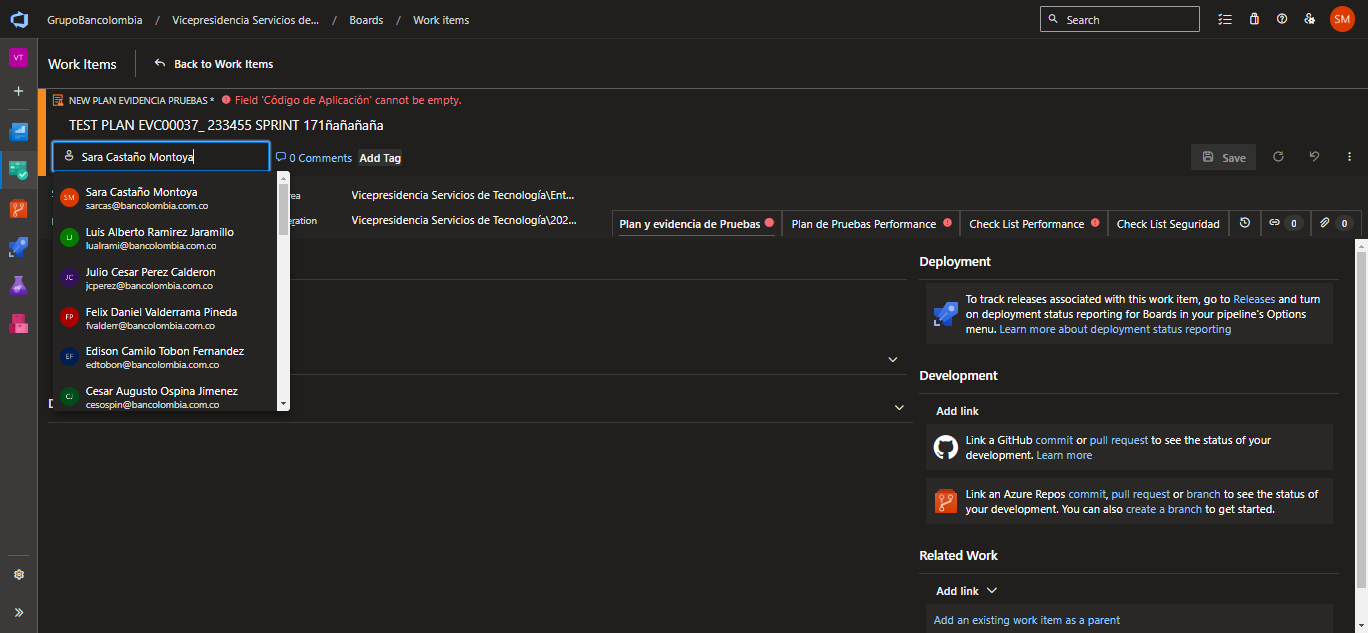 GrupoBancolombia / Vicepresidencia Servicios de... / Boards / Work items
Search
SM
VT
Work Items
Back to Work Items
NEW PLAN EVIDENCIA PRUEBAS *
Field 'Código de Aplicación' cannot be empty.
TEST PLAN EVC00037_ 233455 SPRINT 171ñañañaña
Sara Castaño Montoya
0 Comments
Add Tag
Save
SM
Sara Castaño Montoya
sarcas@bancolombia.com.co
LJ
Luis Alberto Ramirez Jaramillo
lualrami@bancolombia.com.co
JC
Julio Cesar Perez Calderon
jcperez@bancolombia.com.co
FP
Felix Daniel Valderrama Pineda
fvalderr@bancolombia.com.co
EF
Edison Camilo Tobon Fernandez
edtobon@bancolombia.com.co
CJ
Cesar Augusto Ospina Jimenez
cesospin@bancolombia.com.co
rea
Vicepresidencia Servicios de Tecnología\Ent...
eration
Vicepresidencia Servicios de Tecnología\202...
Plan y evidencia de Pruebas
Plan de Pruebas Performance
Check List Performance
Check List Seguridad
0
0
Deployment
To track releases associated with this work item, go to Releases and turn
on deployment status reporting for Boards in your pipeline's Options
menu. Learn more about deployment status reporting
Development
Add link
Link a GitHub commit or pull request to see the status of your
development. Learn more
Link an Azure Repos commit, pull request or branch to see the status of
your development. You can also create a branch to get started.
Related Work
Add link
Add an existing work item as a parent